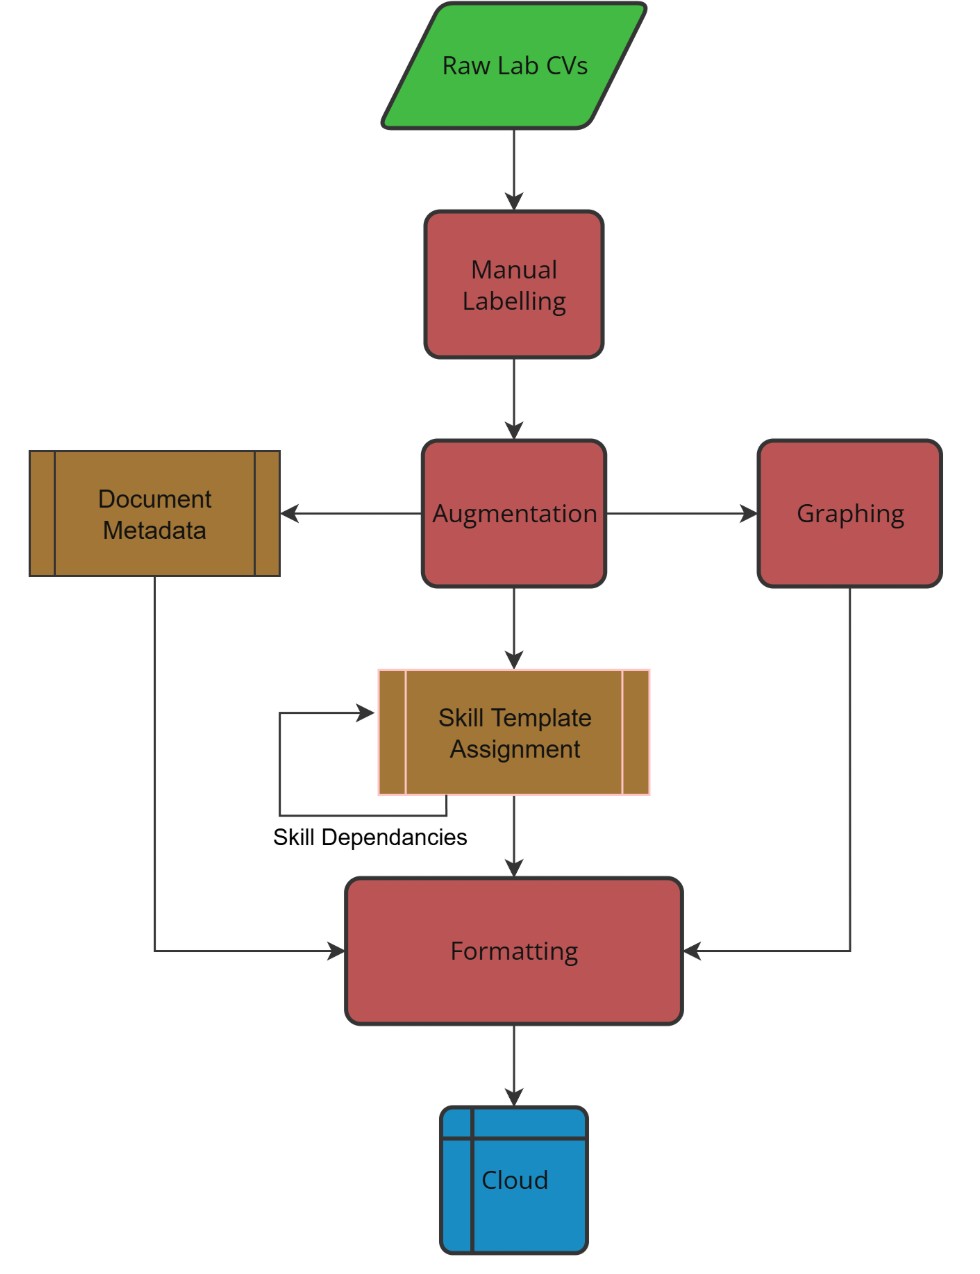 Raw Lab CVs
Manual
Labelling
Document
Metadata
Augmentation
Graphing
Skill Template
Assignment
Skill Dependancies
Formatting
Cloud